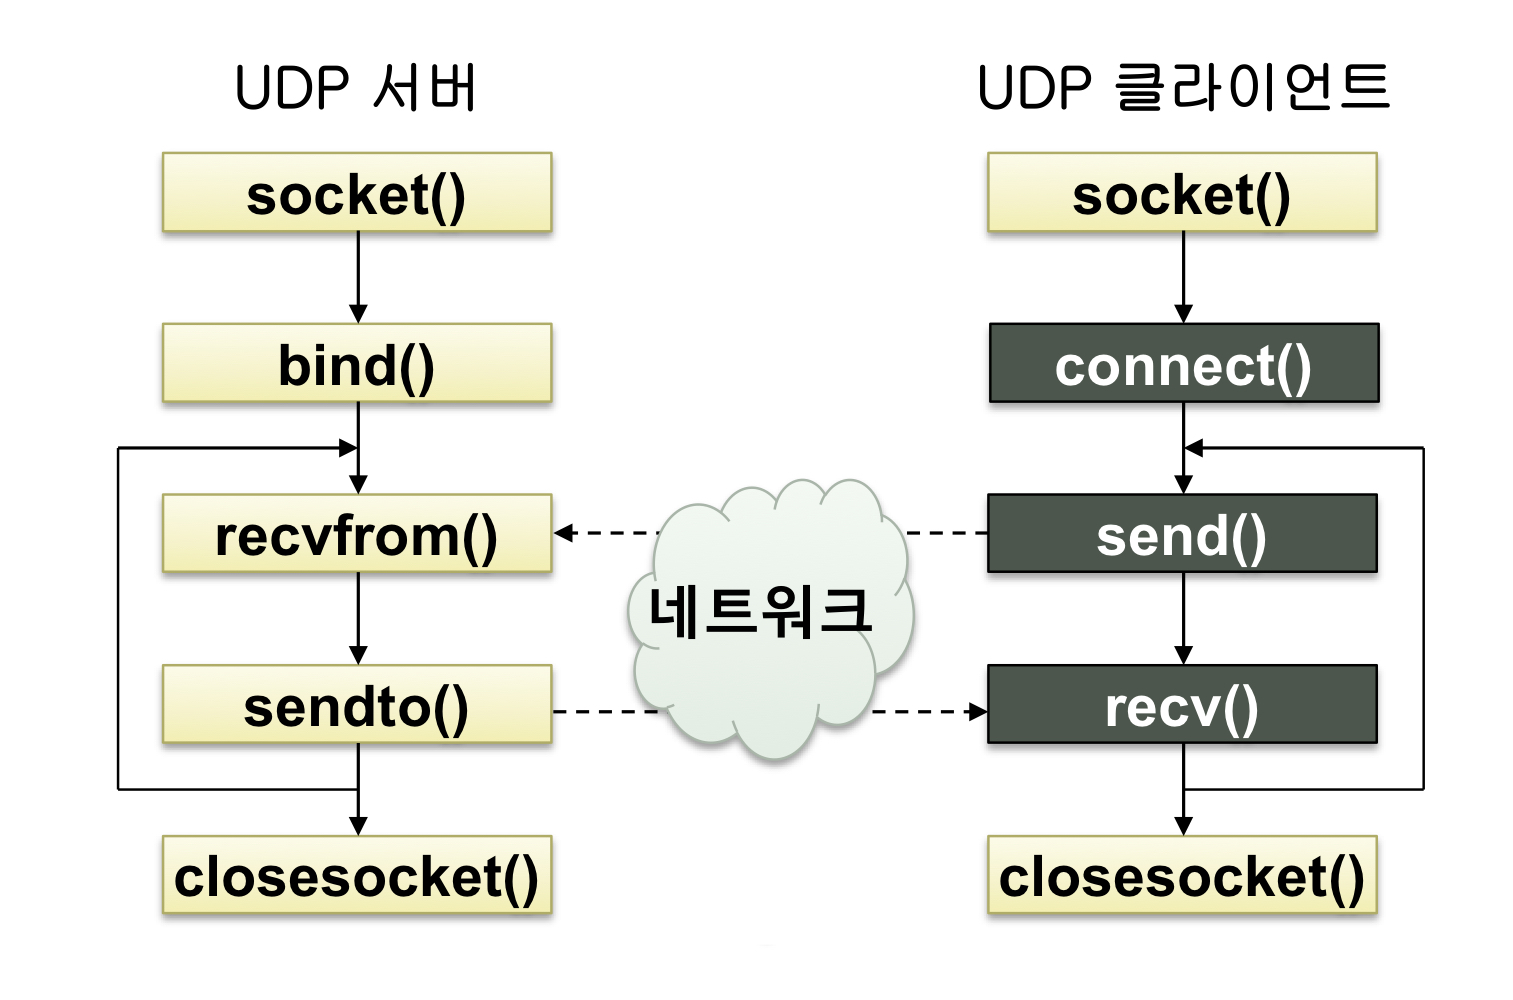 UDP 서버
socket()
bind()
recvfrom()
sendto()
closesocket()
네트워크
UDP 클라이언트
socket()
connect()
send()
recv()
closesocket()